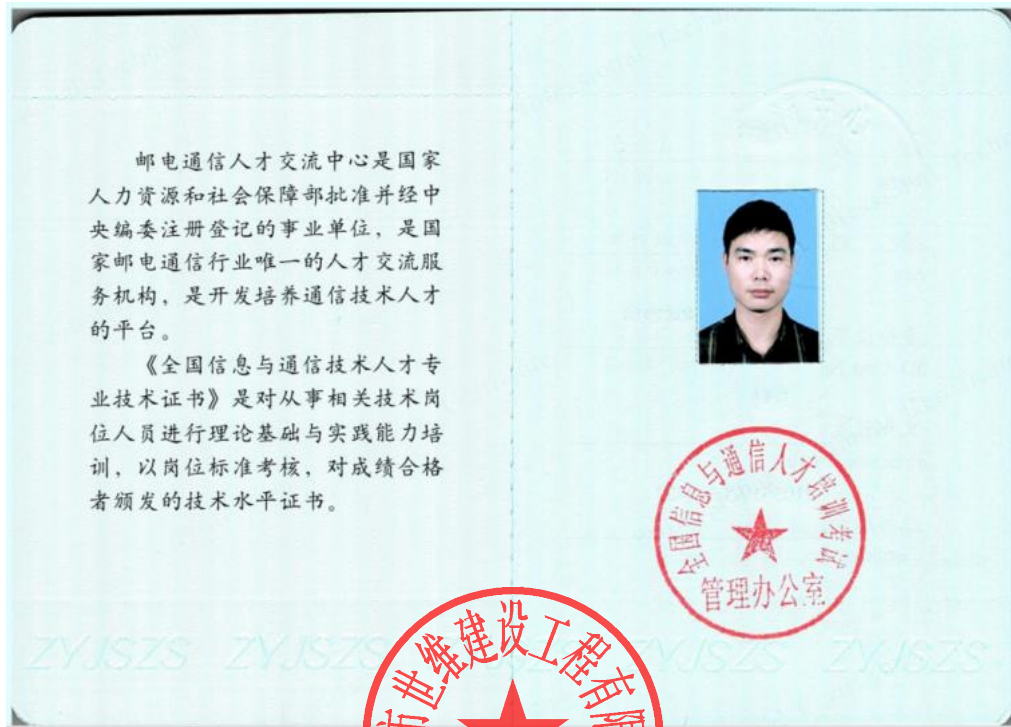 邮电通信人才交流中心是国家
人力资源和社会保障部批准并经中
央编委注册登记的事业单位，是国
家邮电通信行业唯一的人才交流服
务机构，是开发培养通信技术人才
的平台。
《全国信息与通信技术人才专
业技术证书》是对从事相关技术岗
位人员进行理论基础与实践能力培
训，以岗位标准考核，对成绩合格
者颁发的技术水平证书。
全国信息与通信人才培训考试
管理办公室
市世维建设工程有限
ZYJSZS ZYJSZS ZYJSZS ZYJSZS